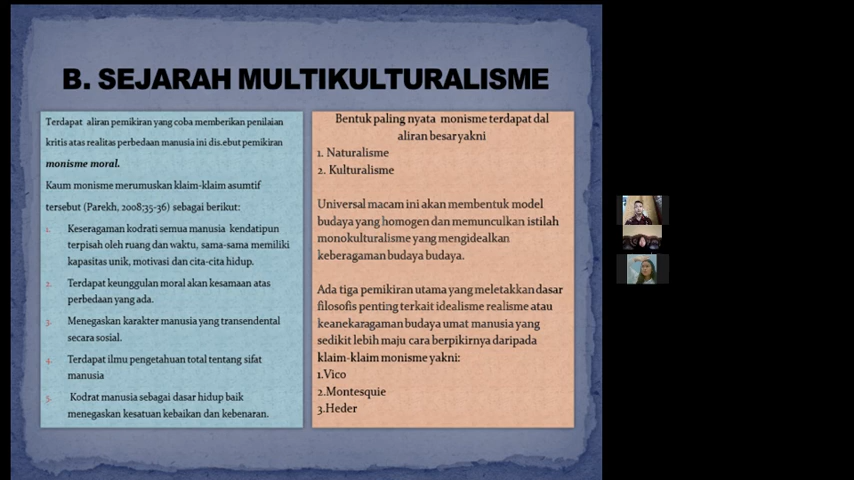 B. SEJARAH MULTIKULTURALISME
Terdapat aliran pemikiran yang coba memberikan penilaian
kritis atas realitas perbedaan manusia ini dis.ebut pemikiran
monisme moral.
Kaum monisme merumuskan klaim-klaim asumtif
tersebut (Parekh, 2008;35-36) sebagai berikut:
1. Keseragaman kodrati semua manusia kendatipun
terpisah oleh ruang dan waktu, sama-sama memiliki
kapasitas unik, motivasi dan cita-cita hidup.
2. Terdapat keunggulan moral akan kesamaan atas
perbedaan yang ada.
3. Menegaskan karakter manusia yang transendental
secara sosial.
4. Terdapat ilmu pengetahuan total tentang sifat
manusia
5. Kodrat manusia sebagai dasar hidup baik
menegaskan kesatuan kebaikan dan kebenaran.
Bentuk paling nyata monisme terdapat dal
aliran besar yakni
1. Naturalisme
2. Kulturalisme
Universal macam ini akan membentuk model
budaya yang homogen dan memunculkan istilah
monokulturalisme yang mengidealkan
keberagaman budaya budaya.
Ada tiga pemikiran utama yang meletakkan dasar
filosofis penting terkait idealisme realisme atau
keanekaragaman budaya umat manusia yang
sedikit lebih maju cara berpikirnya daripada
klaim-klaim monisme yakni:
1.Vico
2.Montesquie
3.Heder